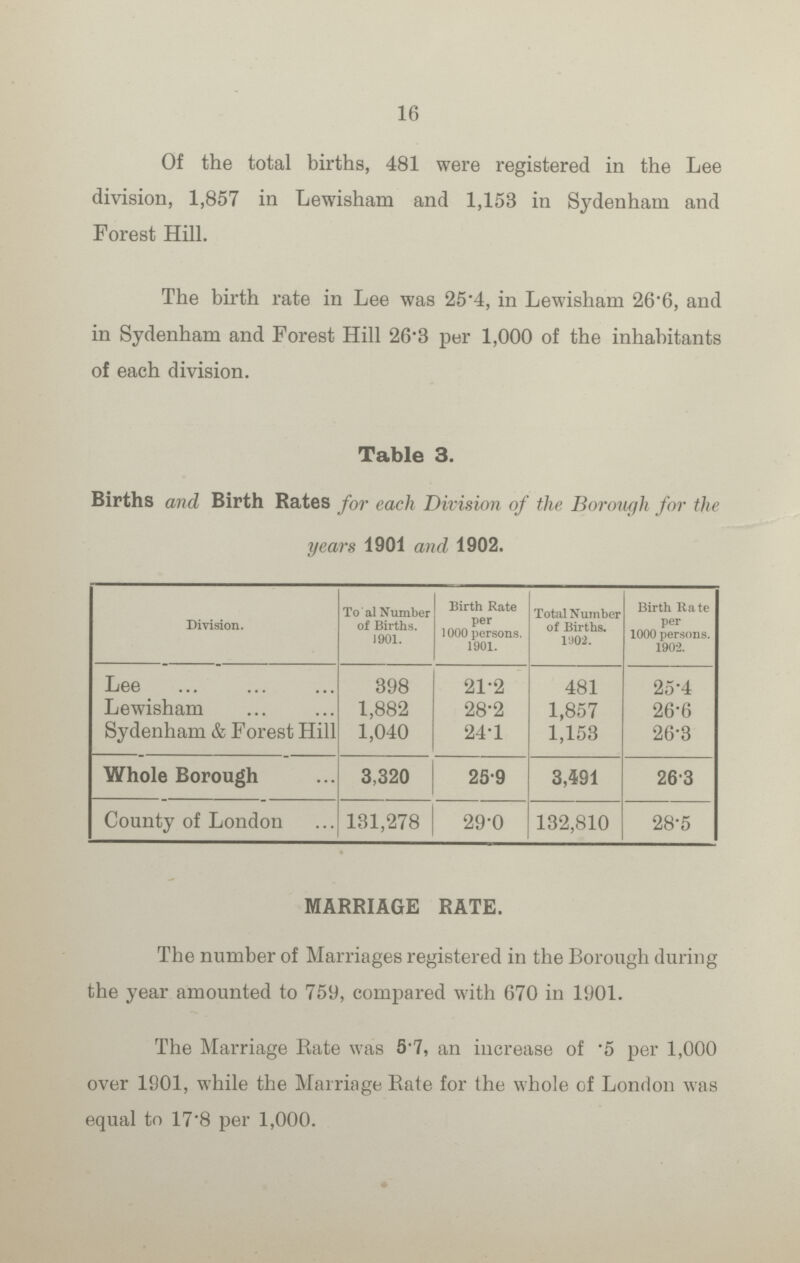 16
Of the total births, 481 were registered in the Lee
division, 1,857 in Lewisham and 1,153 in Sydenham and
Forest Hill.
The birth rate in Lee was 25·4, in Lewisham 26·6, and
in Sydenham and Forest Hill 26·3 per 1,000 of the inhabitants
of each division.
Table 3.
Births and Birth Rates for each Division of the Borough for the
years 1901 and 1902.
Division. To al Number of Births. 1901. Birth Rate per 1000 persons. 1901. Total Number of Births. 1902. Birth Rate per 1000 persons. 1902.
Lee ... ... ... 398 21·2 481 25·4
Lewisham ... ... 1,882 28·2 1,857 26·6
Sydenham & Forest Hill 1,040 24·1 1,153 26·3
Whole Borough ... 3,320 25·9 3,491 26·3
County of London ... 131,278 29·0 132,810 28·5
MARRIAGE RATE.
The number of Marriages registered in the Borough during
the year amounted to 759, compared with 670 in 1901.
The Marriage Rate was 5·7, an increase of ·5 per 1,000
over 1901, while the Marriage Rate for the whole of London was
equal to 17·8 per 1,000.